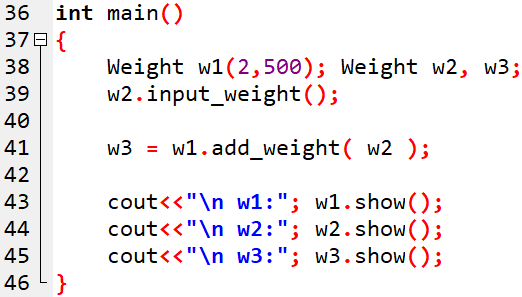 36 int main()
37 {
38     Weight w1(2,500); Weight w2, w3;
39     w2.input_weight();
40
41     w3 = w1.add_weight( w2 );
42
43     cout<<"\n w1:"; w1.show();
44     cout<<"\n w2:"; w2.show();
45     cout<<"\n w3:"; w3.show();
46 }